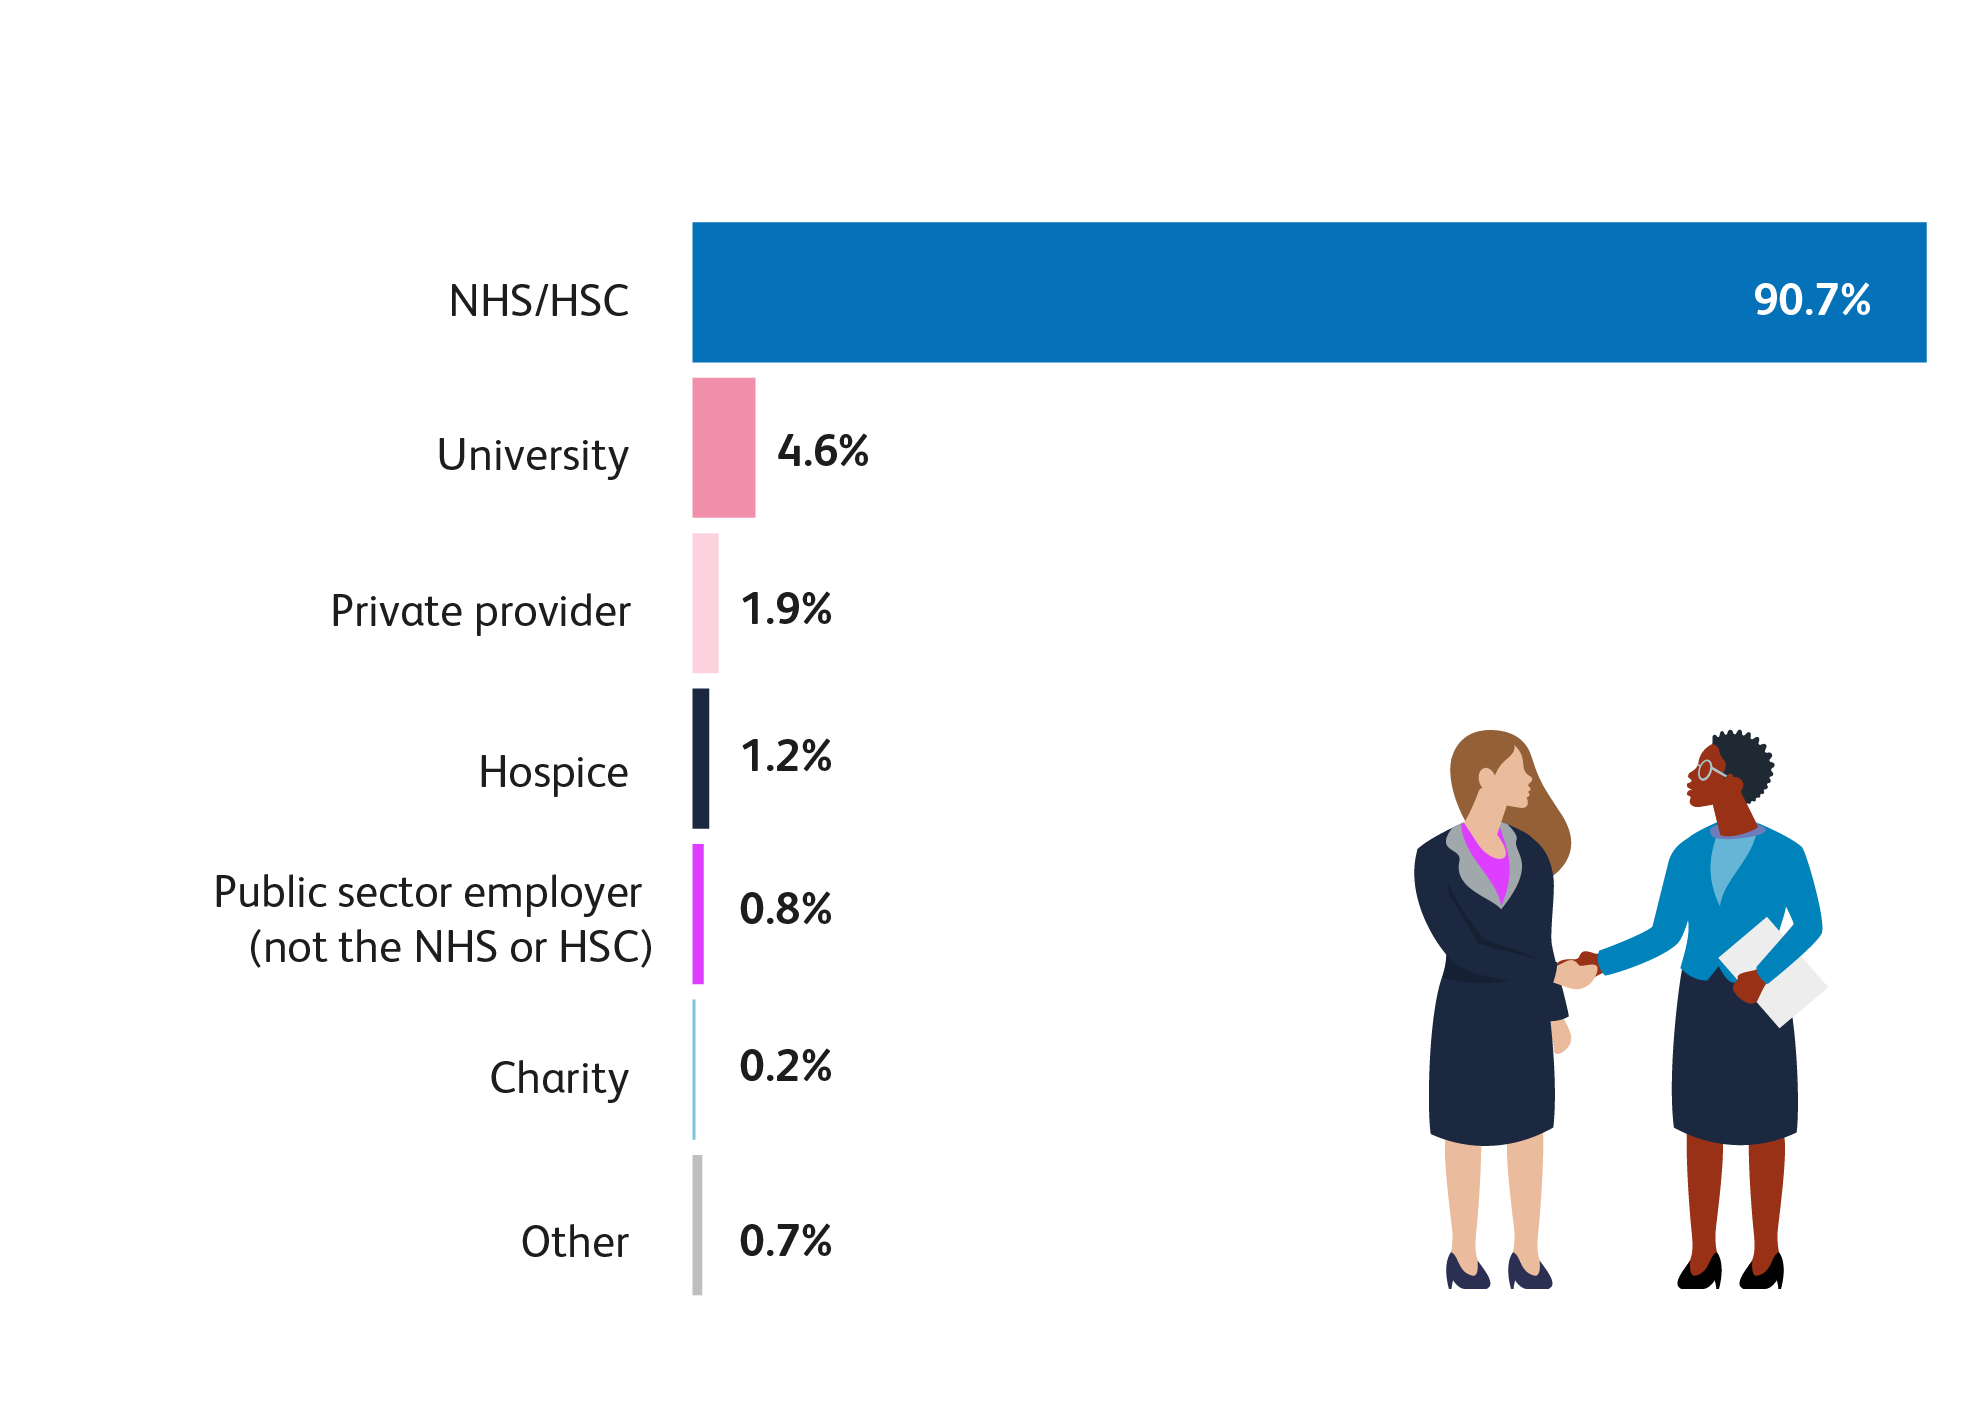 NHS/HSC
90.7%
University
4.6%
Private provider
1.9%
Hospice
1.2%
Public sector employer
(not the NHS or HSC)
0.8%
Charity
0.2%
Other
0.7%